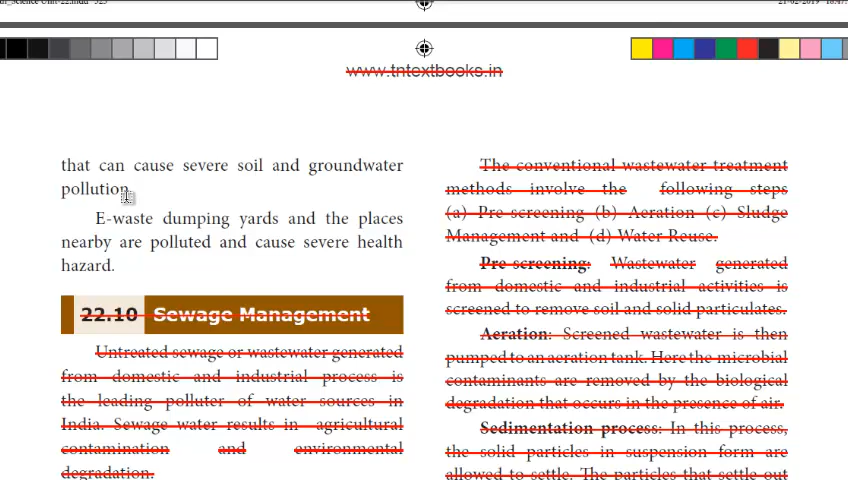 21-02-2019
www.tntextbooks.in
that can cause severe soil and groundwater
pollution.
E-waste dumping yards and the places
nearby are polluted and cause severe health
hazard.
22.10 Sewage Management
Untreated sewage or wastewater generated
from domestic and industrial process is
the leading polluter of water sources in
India. Sewage water results in agricultural
contamination and environmental
degradation.
The conventional wastewater treatment
methods involve the following steps
(a) Pre-screening (b) Aeration (c) Sludge
Management and (d) Water Reuse.
Pre-screening: Wastewater generated
from domestic and industrial activities is
screened to remove soil and solid particulates.
Aeration: Screened wastewater is then
pumped to an aeration tank. Here the microbial
contaminants are removed by the biological
degradation that occurs in the presence of air.
Sedimentation process: In this process,
the solid particles in suspension form are
allowed to settle. The particles that settle out